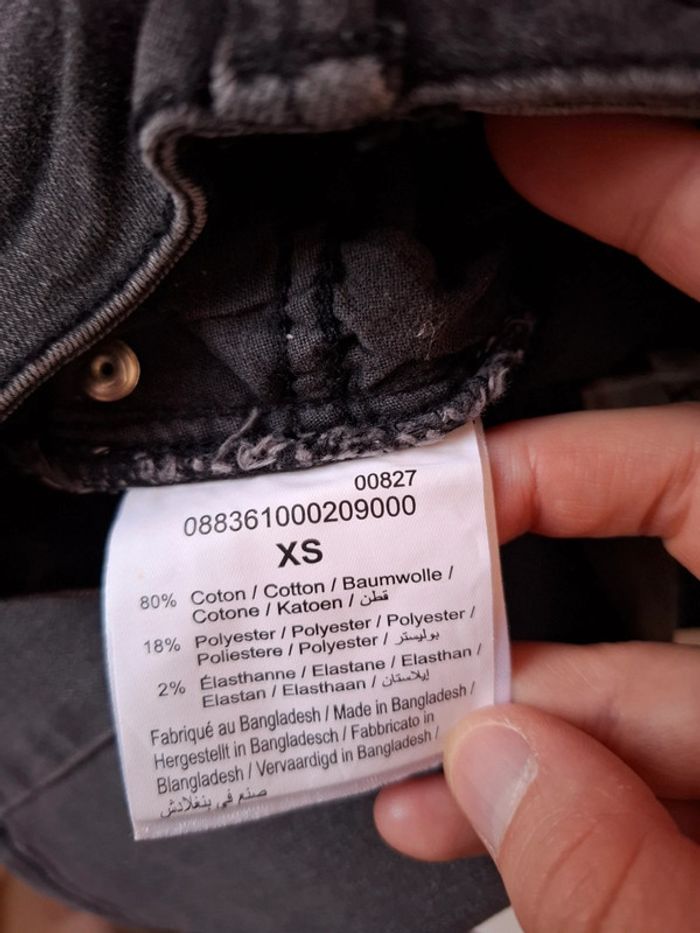 00827
088361000209000
XS
80% Coton / Cotton / Baumwolle /
Cotone / Katoen / قطن
18% Polyester / Polyester / Polyester /
Poliestere / Polyester / بوليستر
2% Élasthanne / Elastane / Elasthan /
Elastan / Elasthaan / إيلاستان
Fabriqué au Bangladesh / Made in Bangladesh /
Hergestellt in Bangladesch / Fabbricato in
Blangladesh / Vervaardigd in Bangladesh /
صنع في بنغلادش